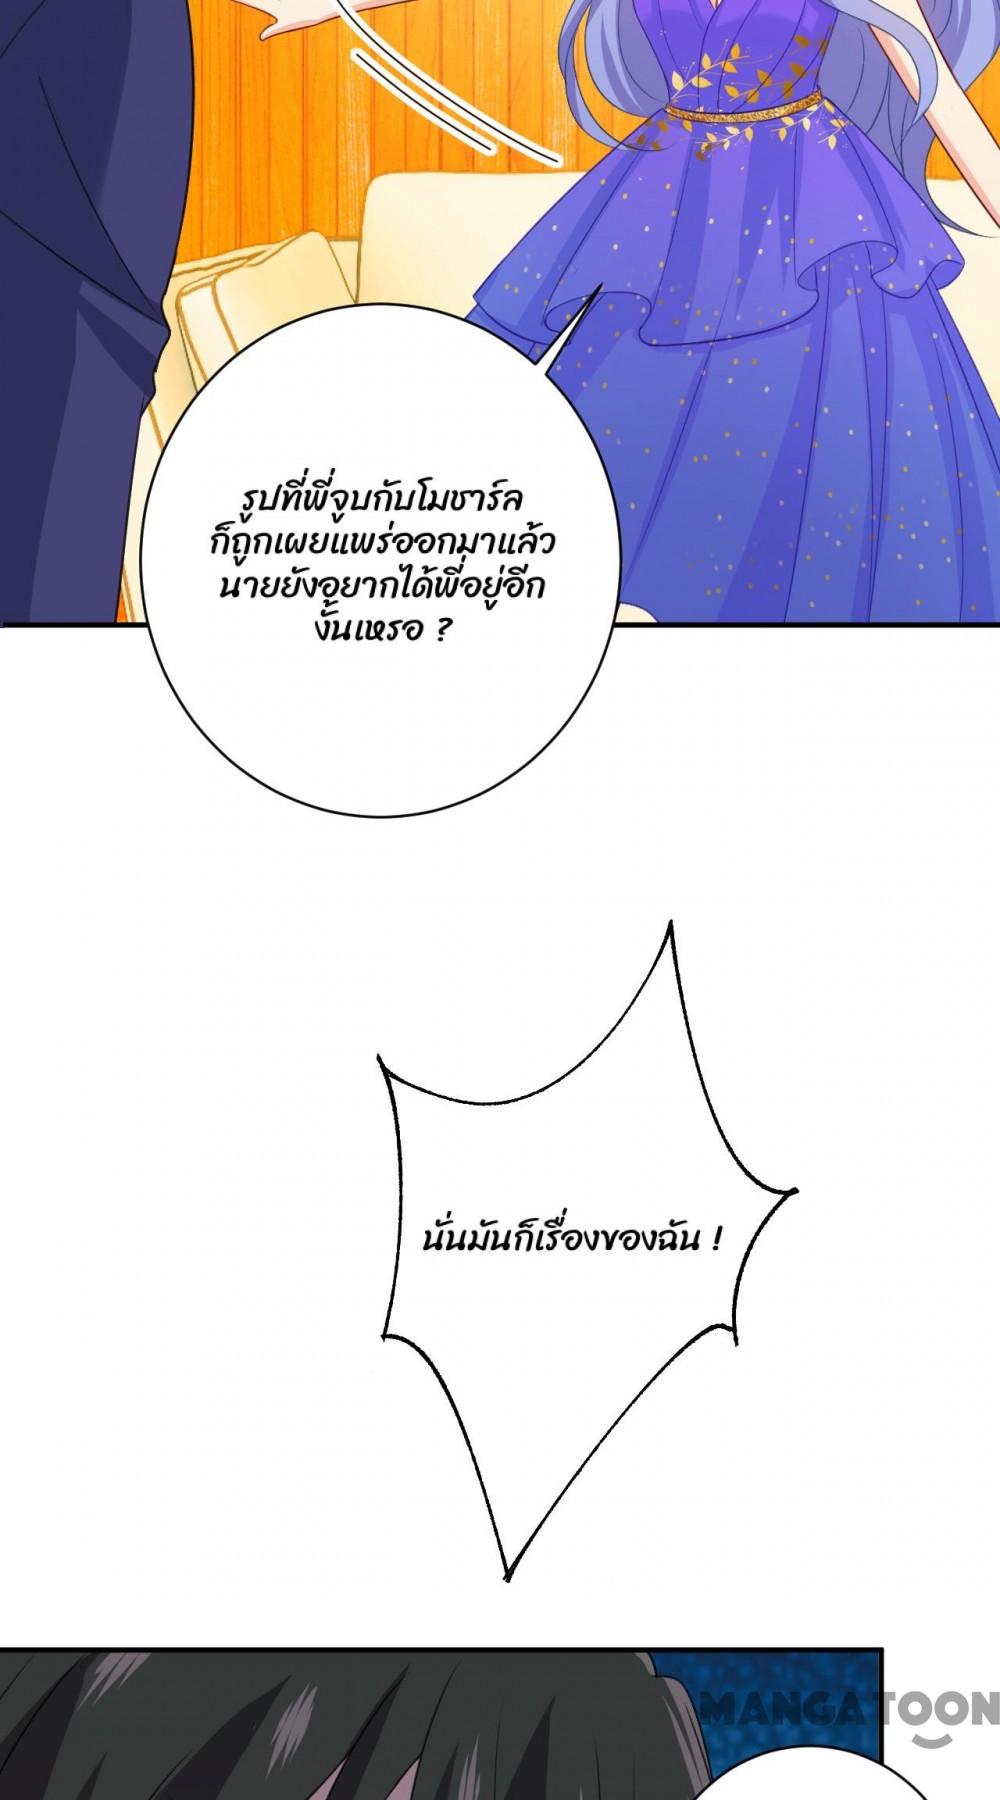 รูปที่พี่จูบกับโมชาร์ล
ก็ถูกเผยแพร่ออกมาแล้ว
นายยังอยากได้พี่อยู่อีก
งั้นเหรอ ?
นั่นมันก็เรื่องของฉัน !
MANGATOON